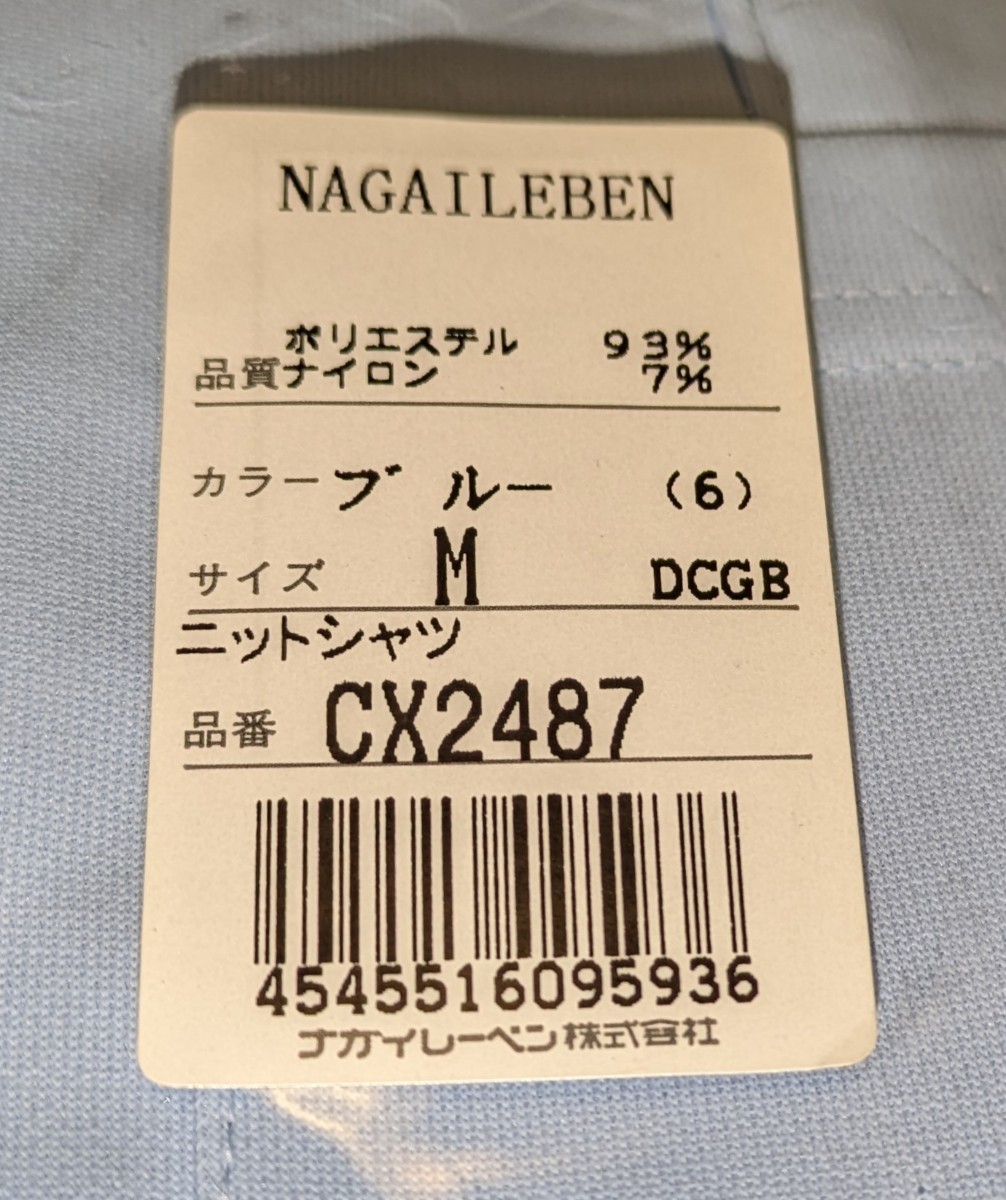 NAGAILEBEN
ポリエステル 93%
品質ナイロン 7%
カラー ブルー (6)
サイズ M DCGB
ニットシャツ
品番 CX2487
4545516095936
ナガイレーベン株式会社